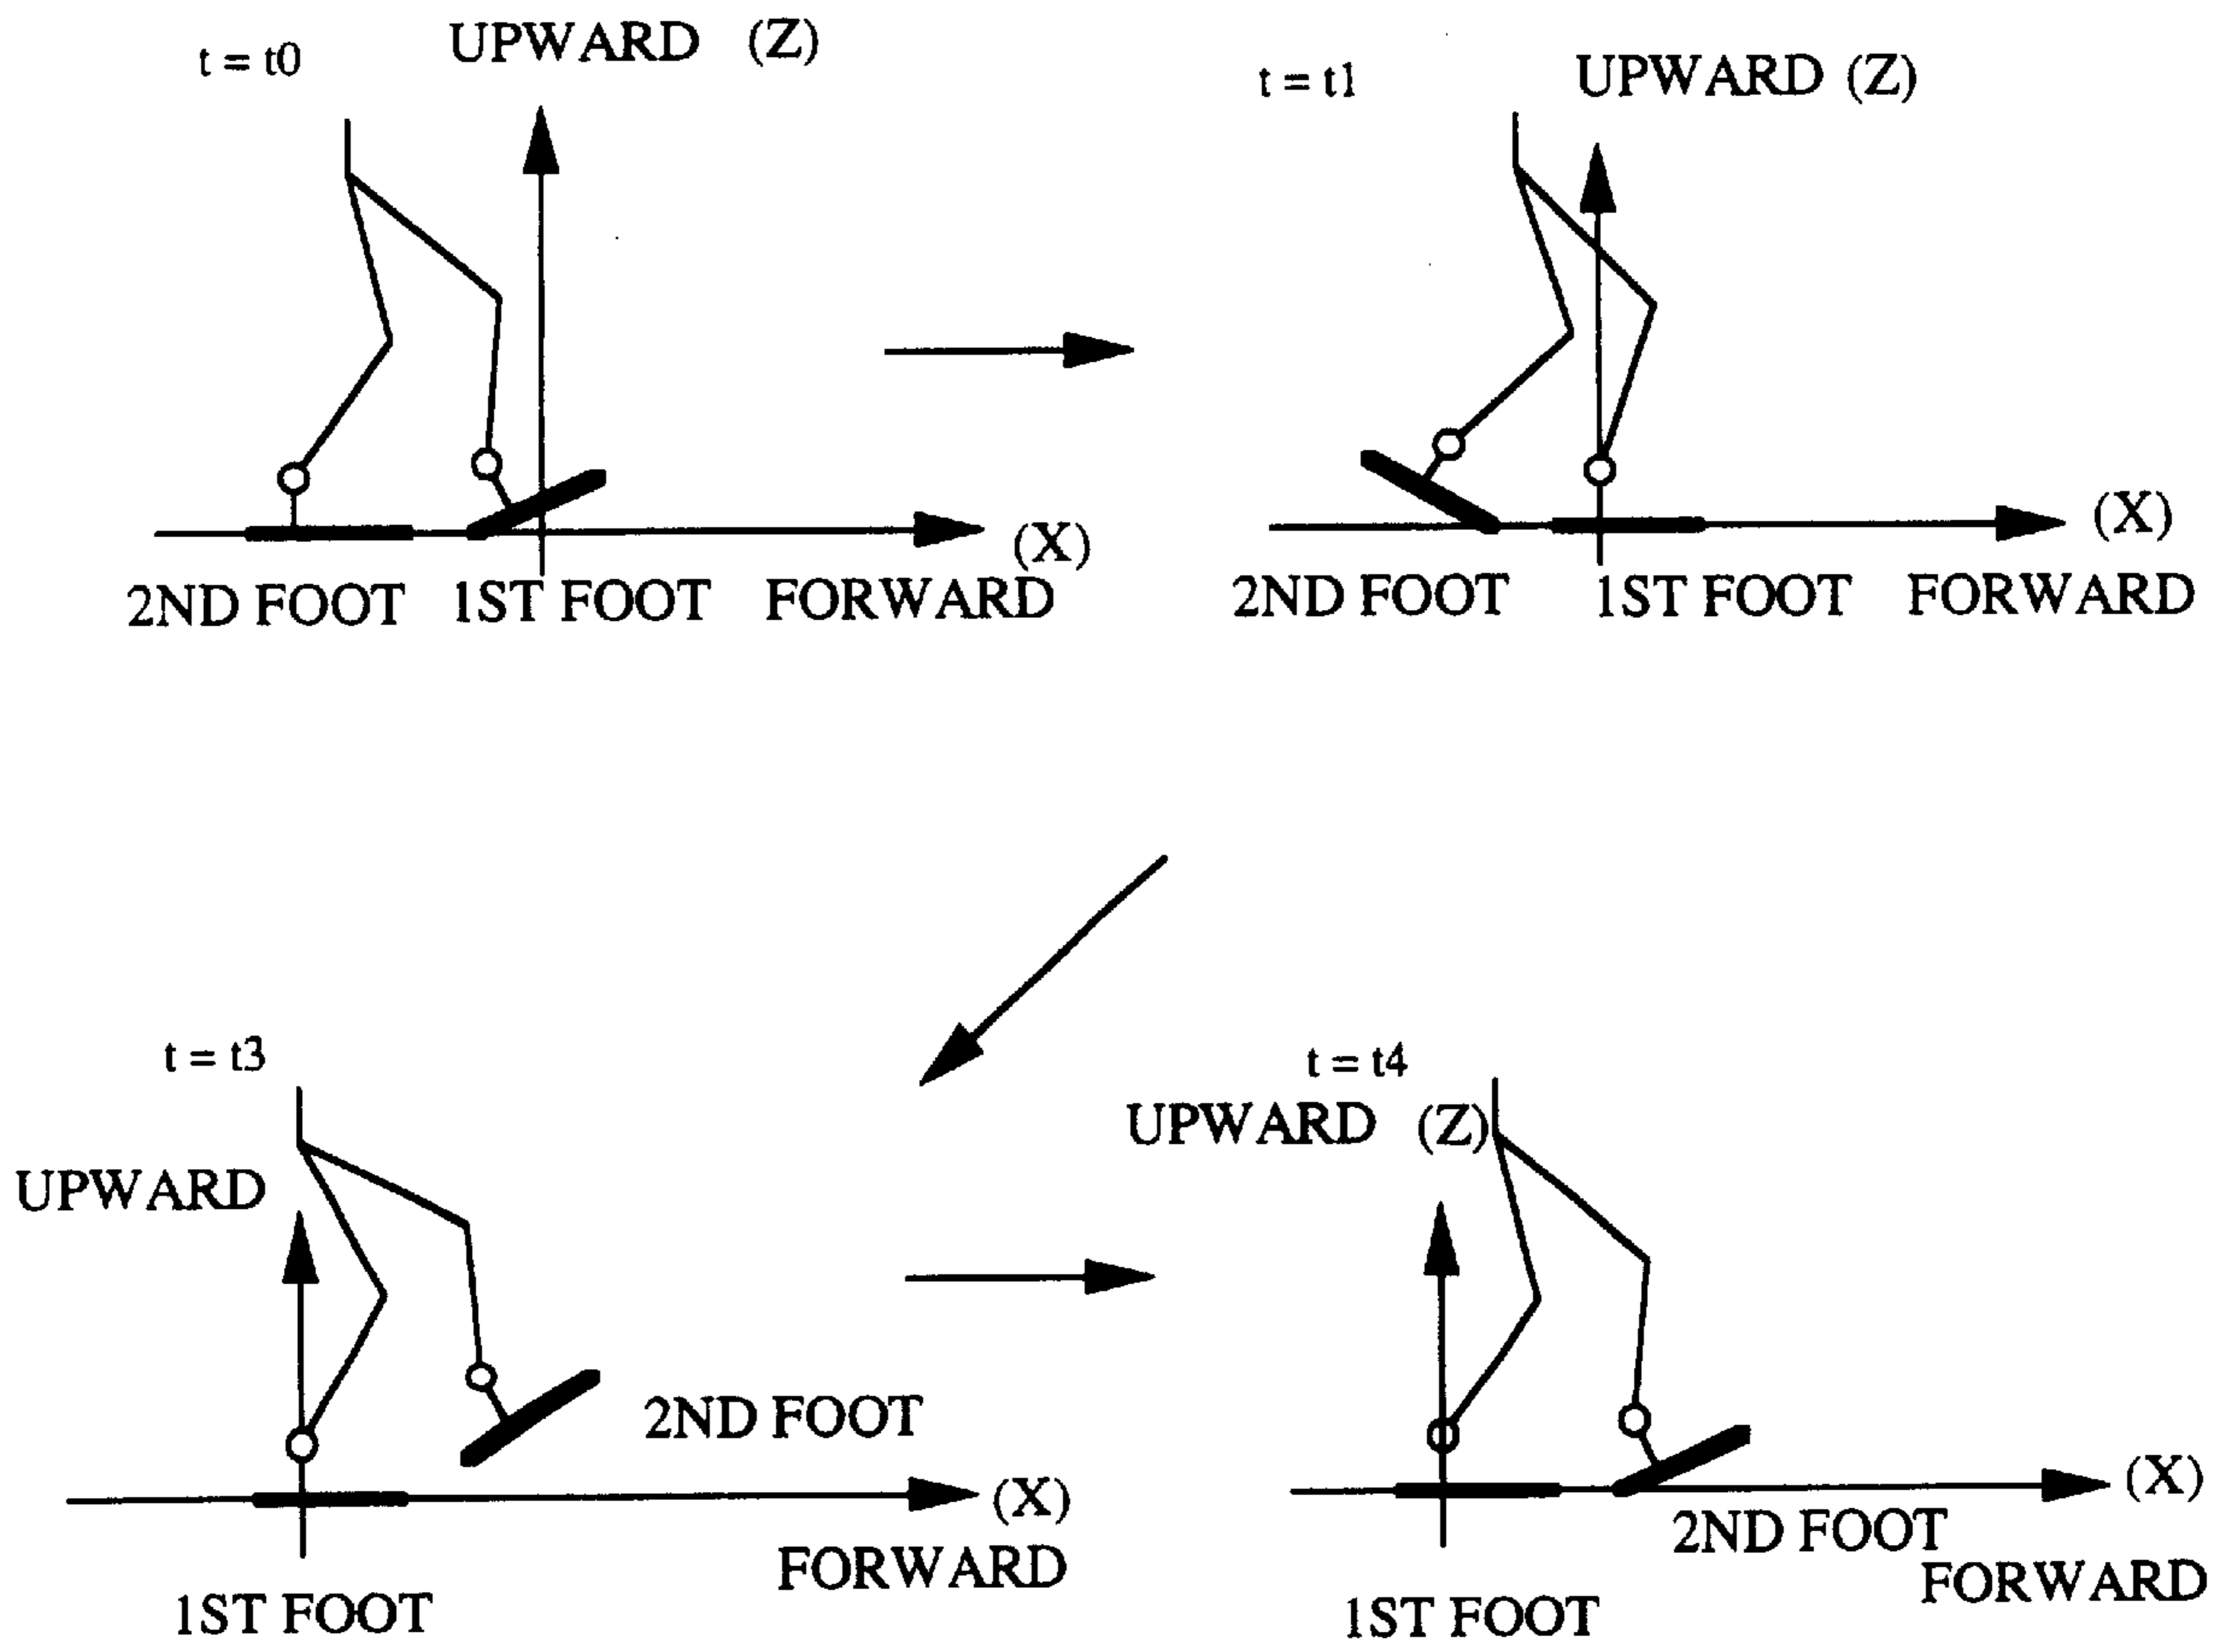 t = t0
UPWARD (Z)
(X)
2ND FOOT 1ST FOOT FORWARD
t = t1
UPWARD (Z)
(X)
2ND FOOT 1ST FOOT FORWARD
t = t3
UPWARD
2ND FOOT
(X)
FORWARD
1ST FOOT
t = t4
UPWARD (Z)
(X)
2ND FOOT
FORWARD
1ST FOOT